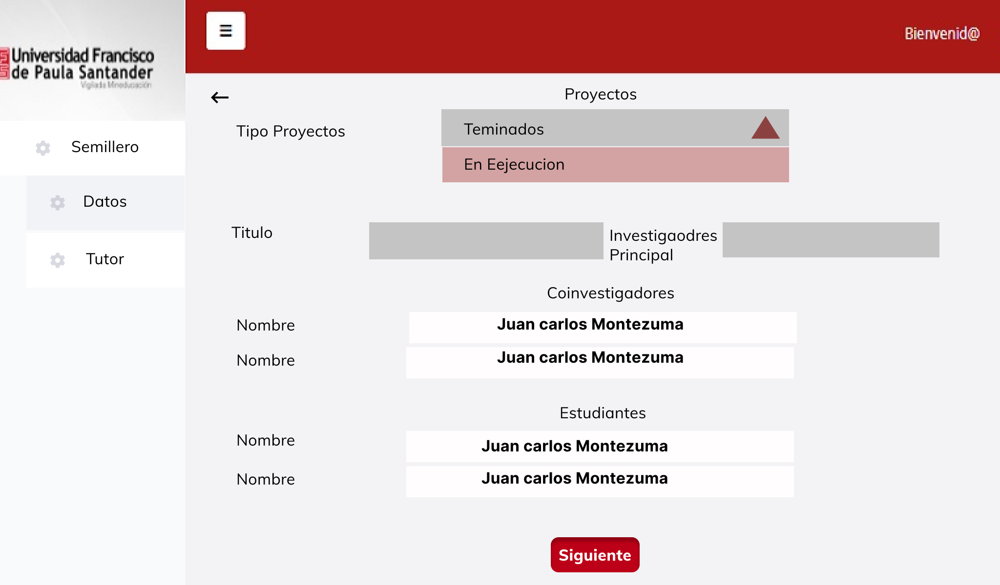 Universidad Francisco
de Paula Santander
Vigilada Mineducación
Bienvenid@
Semillero
Datos
Tutor
Proyectos
Tipo Proyectos
Teminados
En Eejecucion
Titulo
Investigaodres
Principal
Coinvestigadores
Nombre
Juan carlos Montezuma
Nombre
Juan carlos Montezuma
Estudiantes
Nombre
Juan carlos Montezuma
Nombre
Juan carlos Montezuma
Siguiente